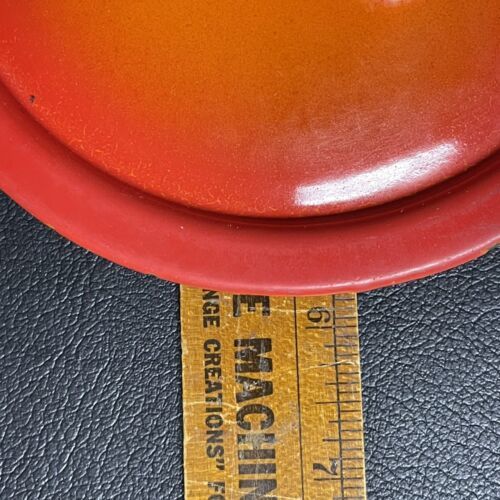 E MACHIN
NGE CREATIONS" FO
6
7